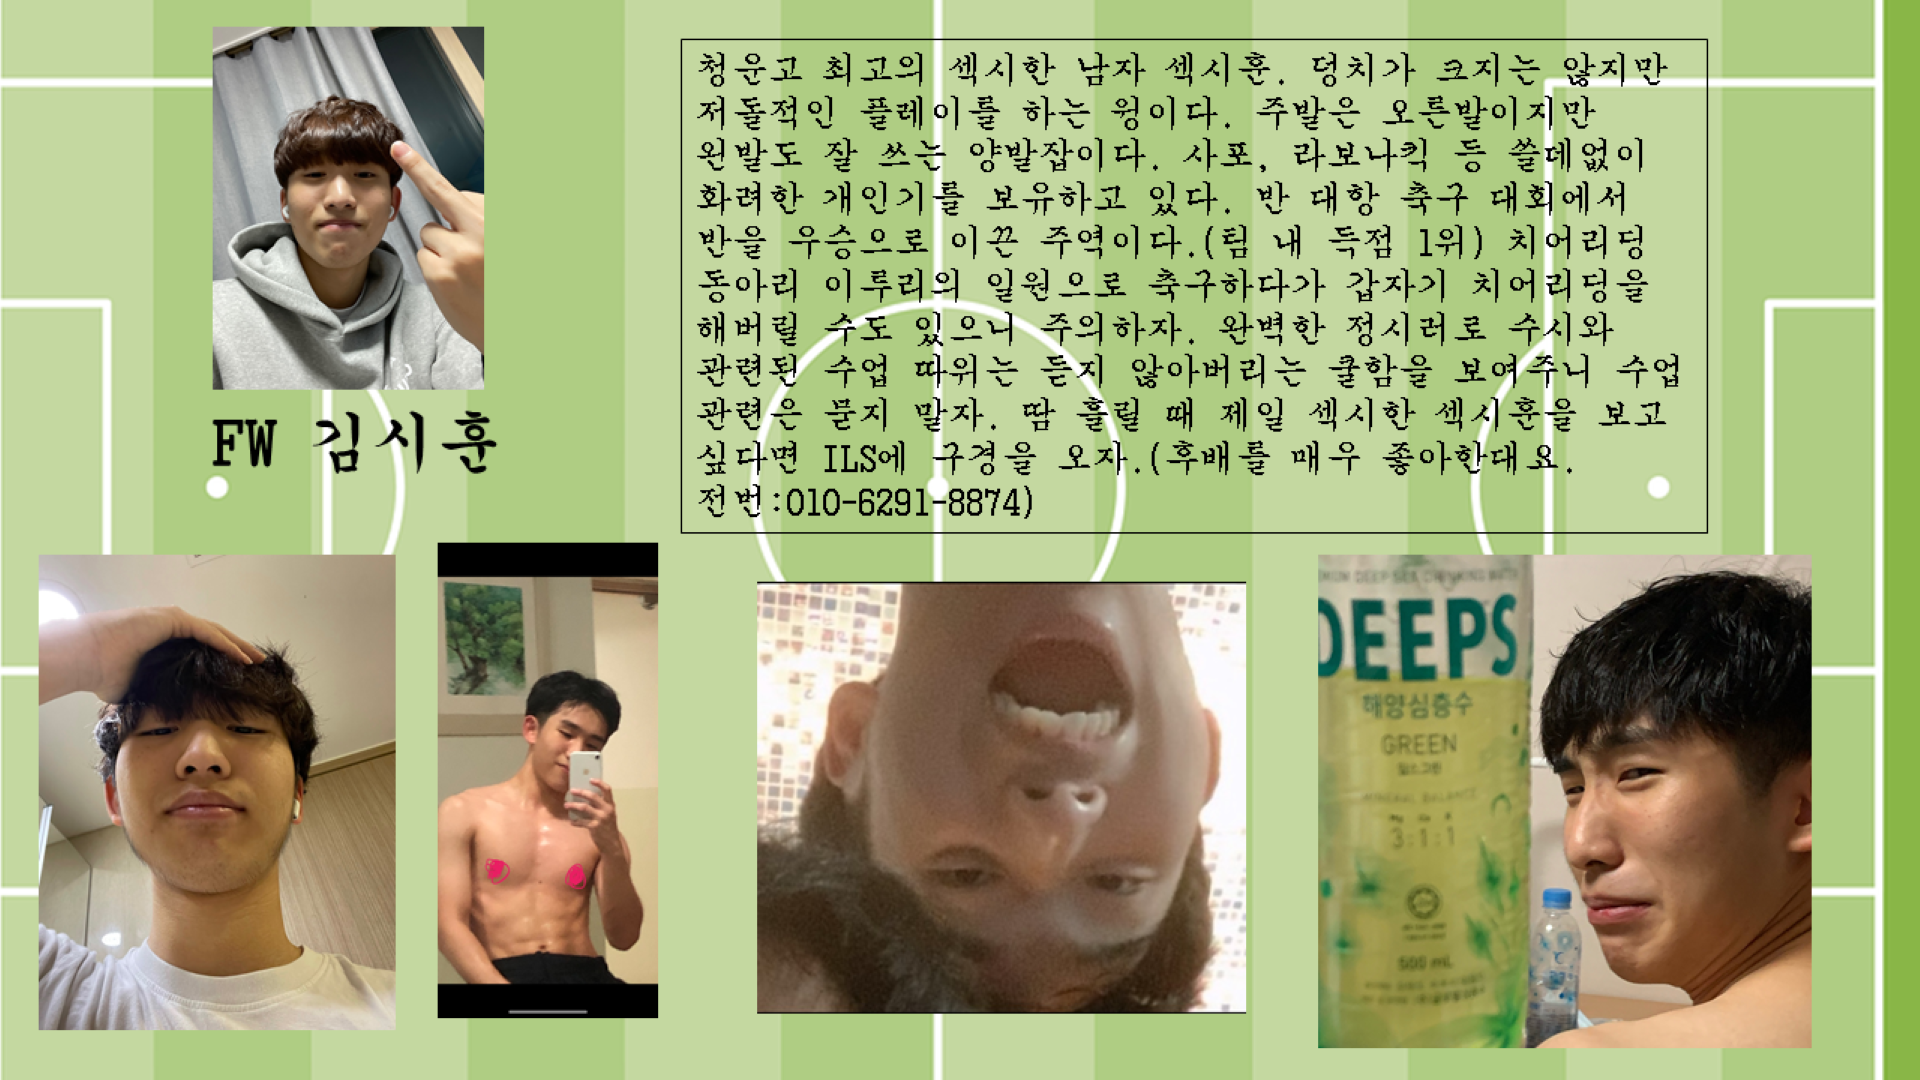 청운고 최고의 섹시한 남자 섹시훈. 덩치가 크지는 않지만
저돌적인 플레이를 하는 윙이다. 주발은 오른발이지만
왼발도 잘 쓰는 양발잡이다. 사포, 라보나킥 등 쓸데없이
화려한 개인기를 보유하고 있다. 반 대항 축구 대회에서
반을 우승으로 이끈 주역이다.(팀 내 득점 1위) 치어리딩
동아리 이루리의 일원으로 축구하다가 갑자기 치어리딩을
해버릴 수도 있으니 주의하자. 완벽한 정시러로 수시와
관련된 수업 따위는 듣지 않아버리는 쿨함을 보여주니 수업
관련은 묻지 말자. 땀 흘릴 때 제일 섹시한 섹시훈을 보고
싶다면 ILS에 구경을 오자.(후배를 매우 좋아한대요.
전번:010-6291-8874)
FW 김시훈
DEEPS
해양심층수
GREEN
MINERAL BALANCE
3:1:1
500 mL